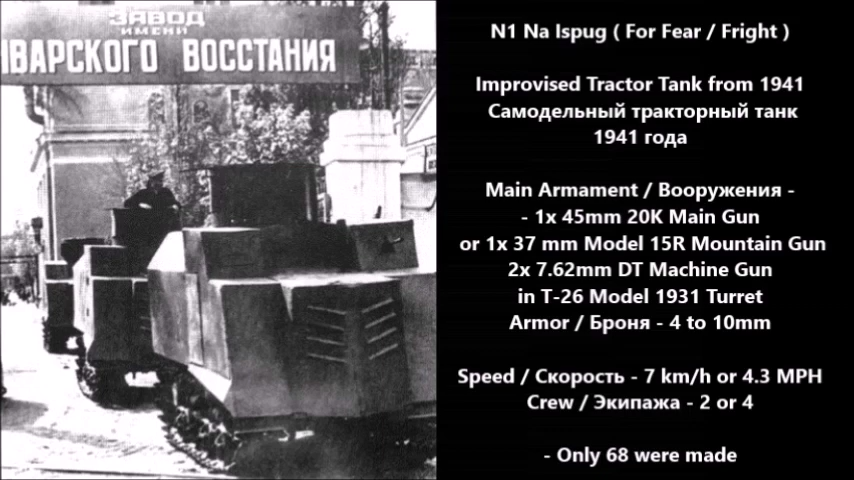 ЗАВОД
ИМЕНИ
НВАРСКОГО ВОССТАНИЯ
N1 Na Ispug ( For Fear / Fright )
Improvised Tractor Tank from 1941
Самодельный тракторный танк
1941 года
Main Armament / Вооружения -
- 1x 45mm 20K Main Gun
or 1x 37 mm Model 15R Mountain Gun
2x 7.62mm DT Machine Gun
in T-26 Model 1931 Turret
Armor / Броня - 4 to 10mm
Speed / Скорость - 7 km/h or 4.3 MPH
Crew / Экипажа - 2 or 4
- Only 68 were made